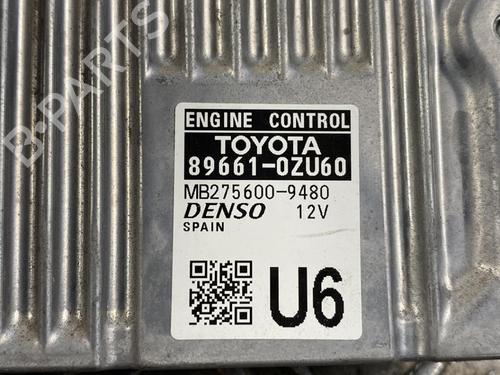 B-PARTS
ENGINE CONTROL
TOYOTA
89661-0ZU60
MB275600-9480
DENSO 12V
SPAIN
U6